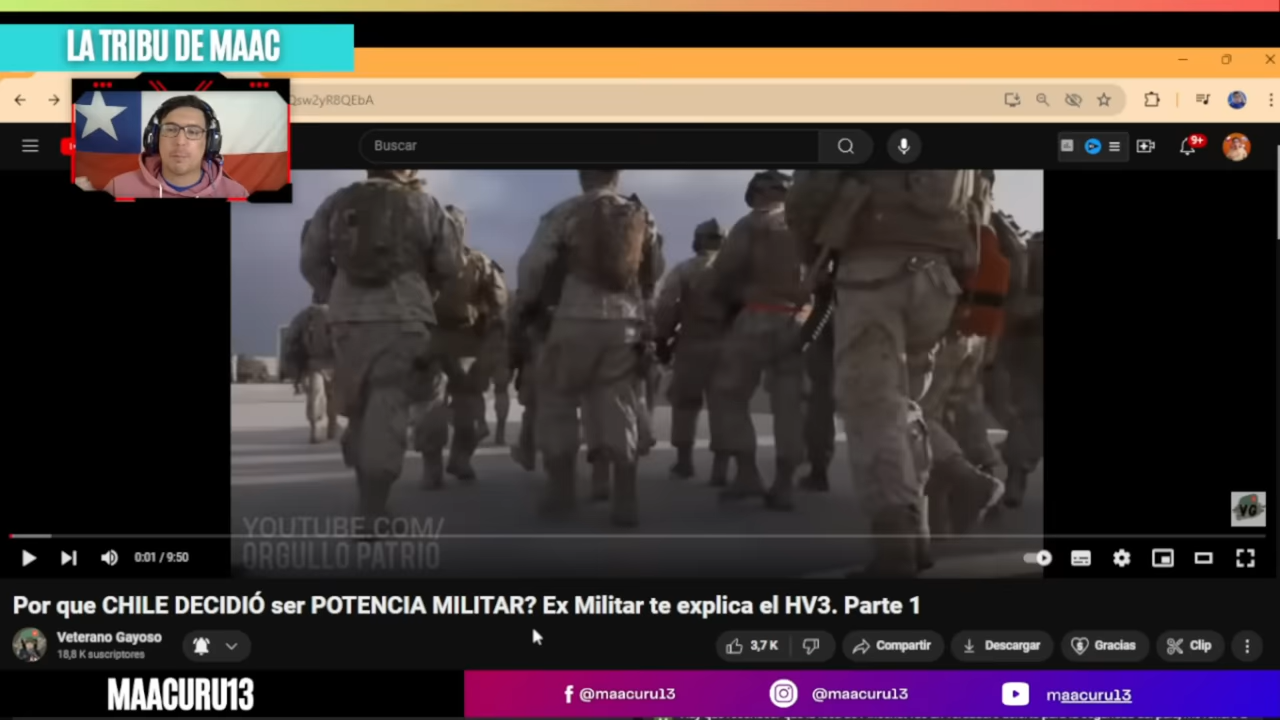 LA TRIBU DE MAAC
Qsw2yR8QEbA
Buscar
9+
YOUTUBE.COM/
ORGULLO PATRIO
VG
0:01 / 9:50
Por que CHILE DECIDIÓ ser POTENCIA MILITAR? Ex Militar te explica el HV3. Parte 1
Veterano Gayoso
18,8 K suscriptores
3,7 K
Compartir
Descargar
Gracias
Clip
MAACURU13
@maacuru13
@maacuru13
maacuru13